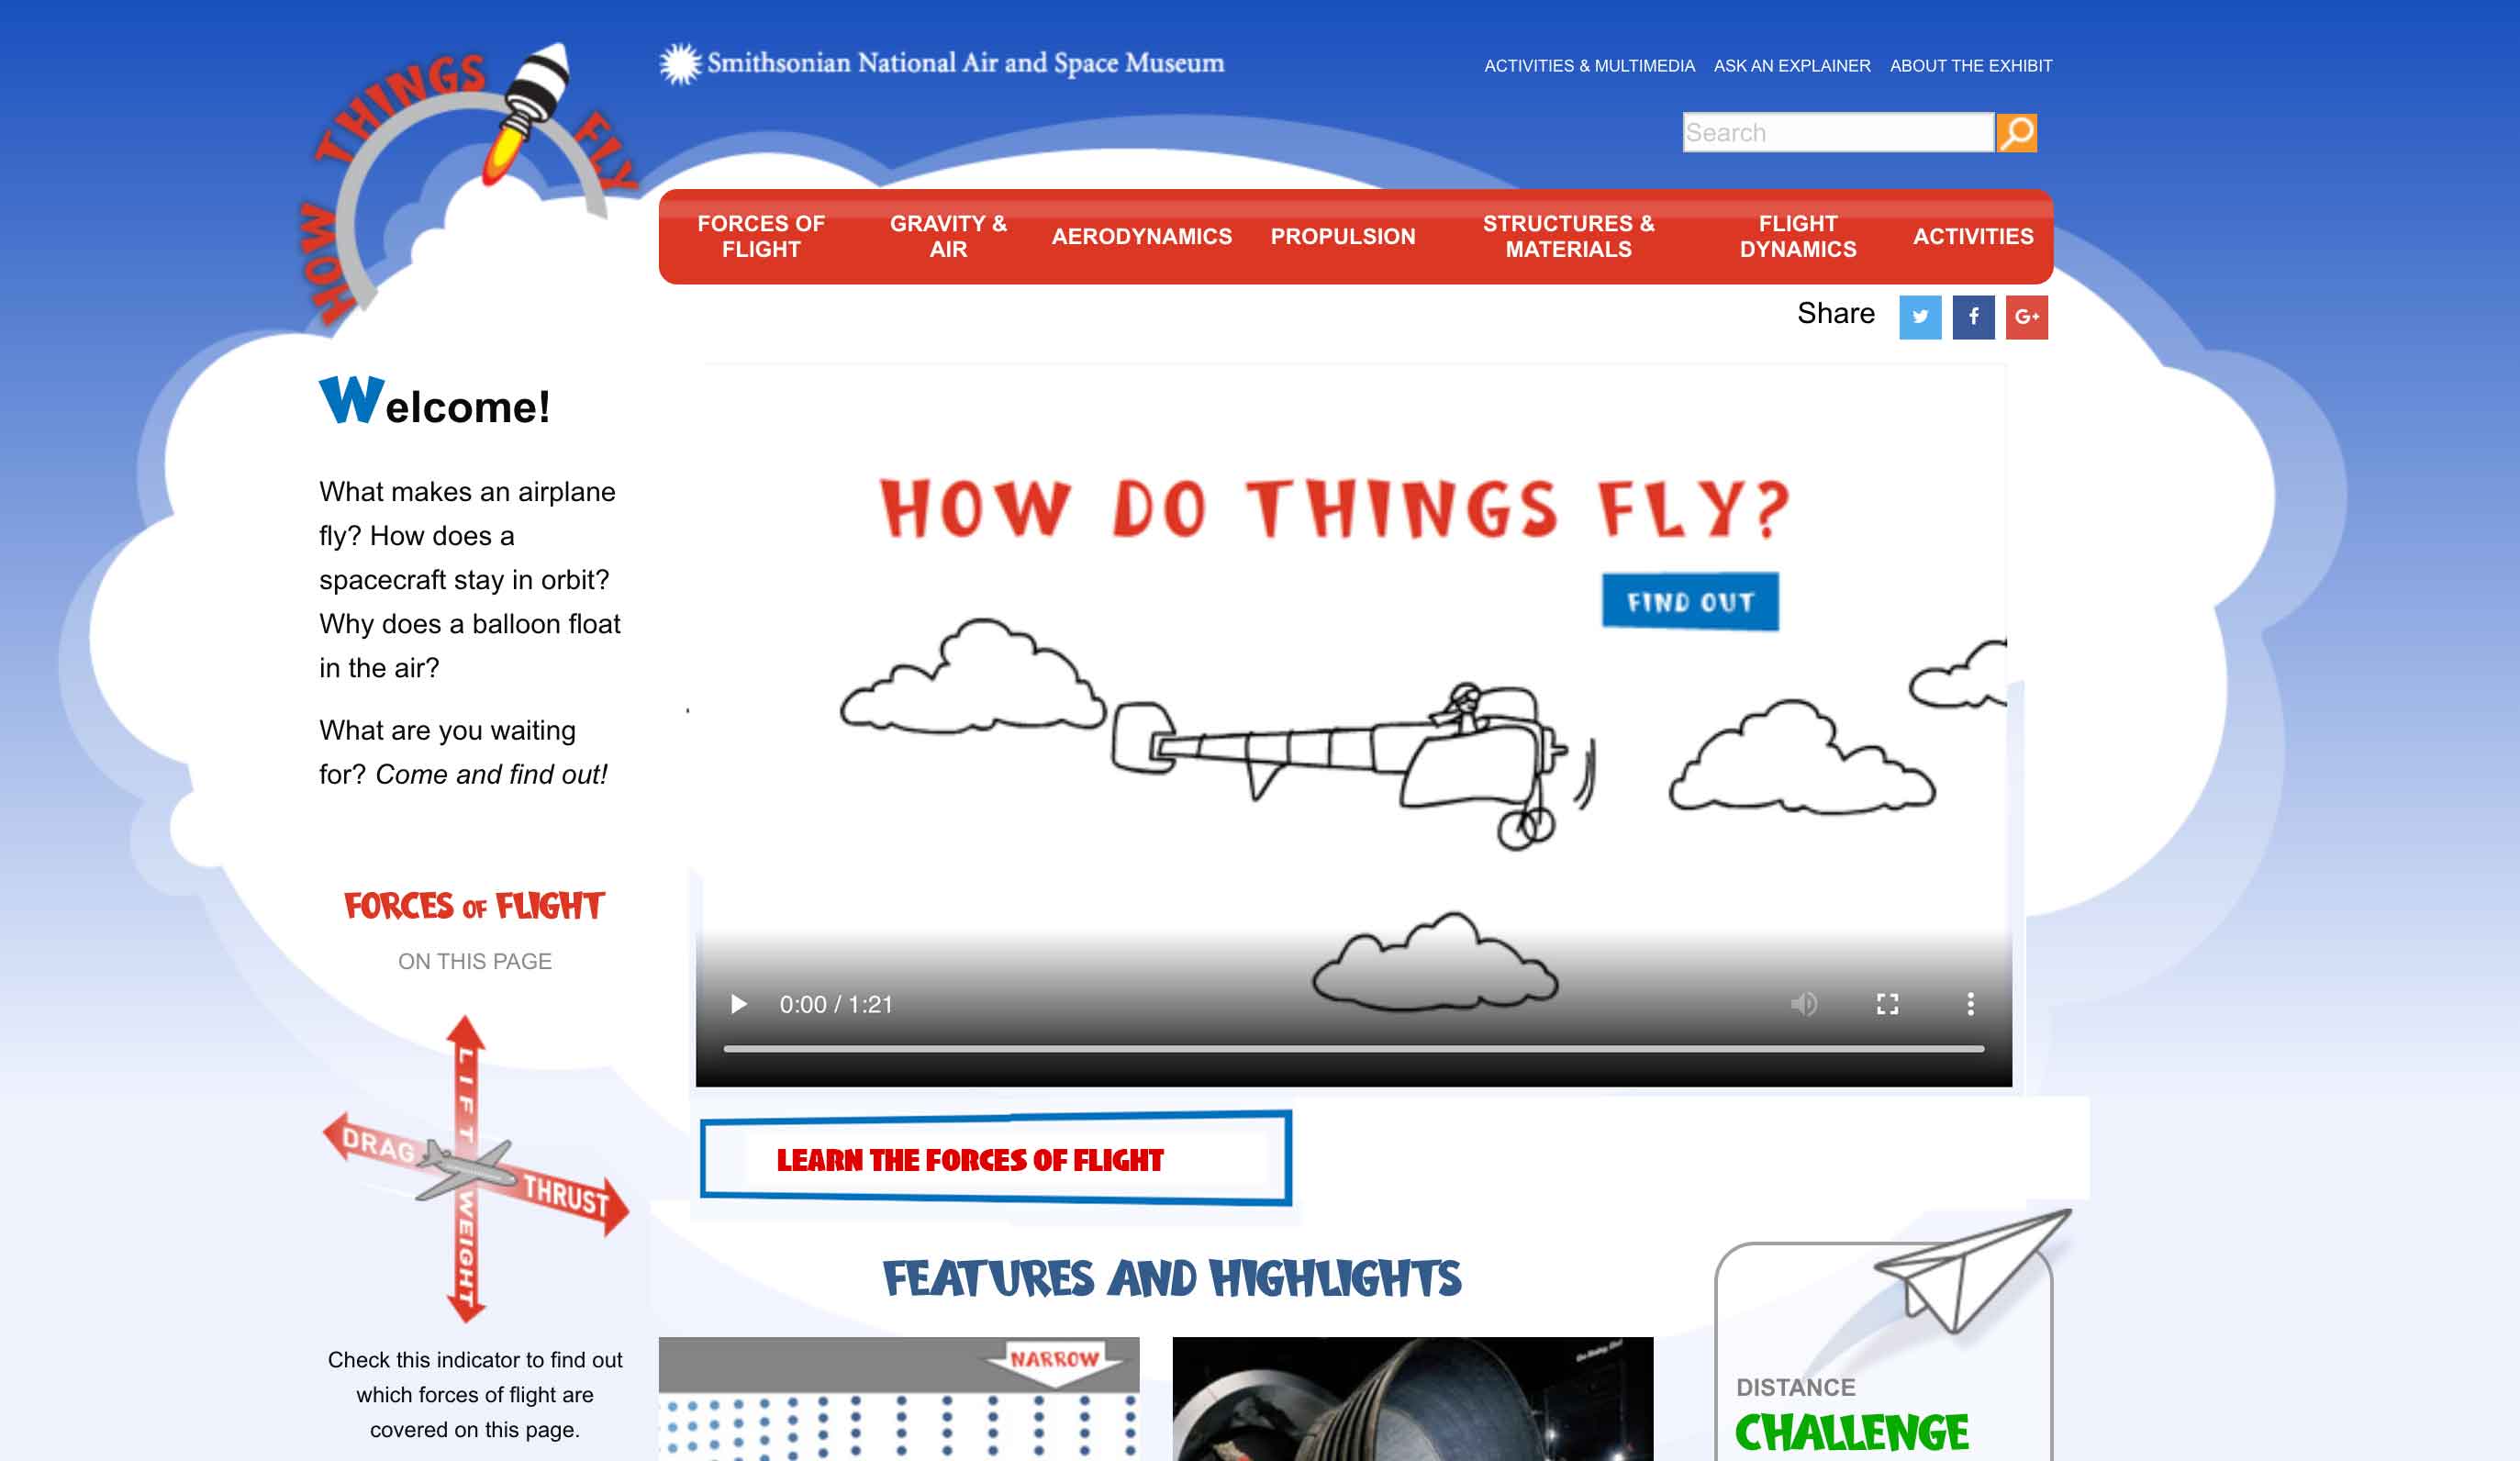 HOW THINGS FLY
Smithsonian National Air and Space Museum
ACTIVITIES & MULTIMEDIA ASK AN EXPLAINER ABOUT THE EXHIBIT
Search
FORCES OF
FLIGHT
GRAVITY &
AIR
AERODYNAMICS
PROPULSION
STRUCTURES &
MATERIALS
FLIGHT
DYNAMICS
ACTIVITIES
Share
f
G+
Welcome!
What makes an airplane
fly? How does a
spacecraft stay in orbit?
Why does a balloon float
in the air?
What are you waiting
for? Come and find out!
HOW DO THINGS FLY?
FIND OUT
0:00 / 1:21
FORCES OF FLIGHT
ON THIS PAGE
LIFT
DRAG
THRUST
WEIGHT
Check this indicator to find out
which forces of flight are
covered on this page.
LEARN THE FORCES OF FLIGHT
FEATURES AND HIGHLIGHTS
NARROW
DISTANCE
CHALLENGE